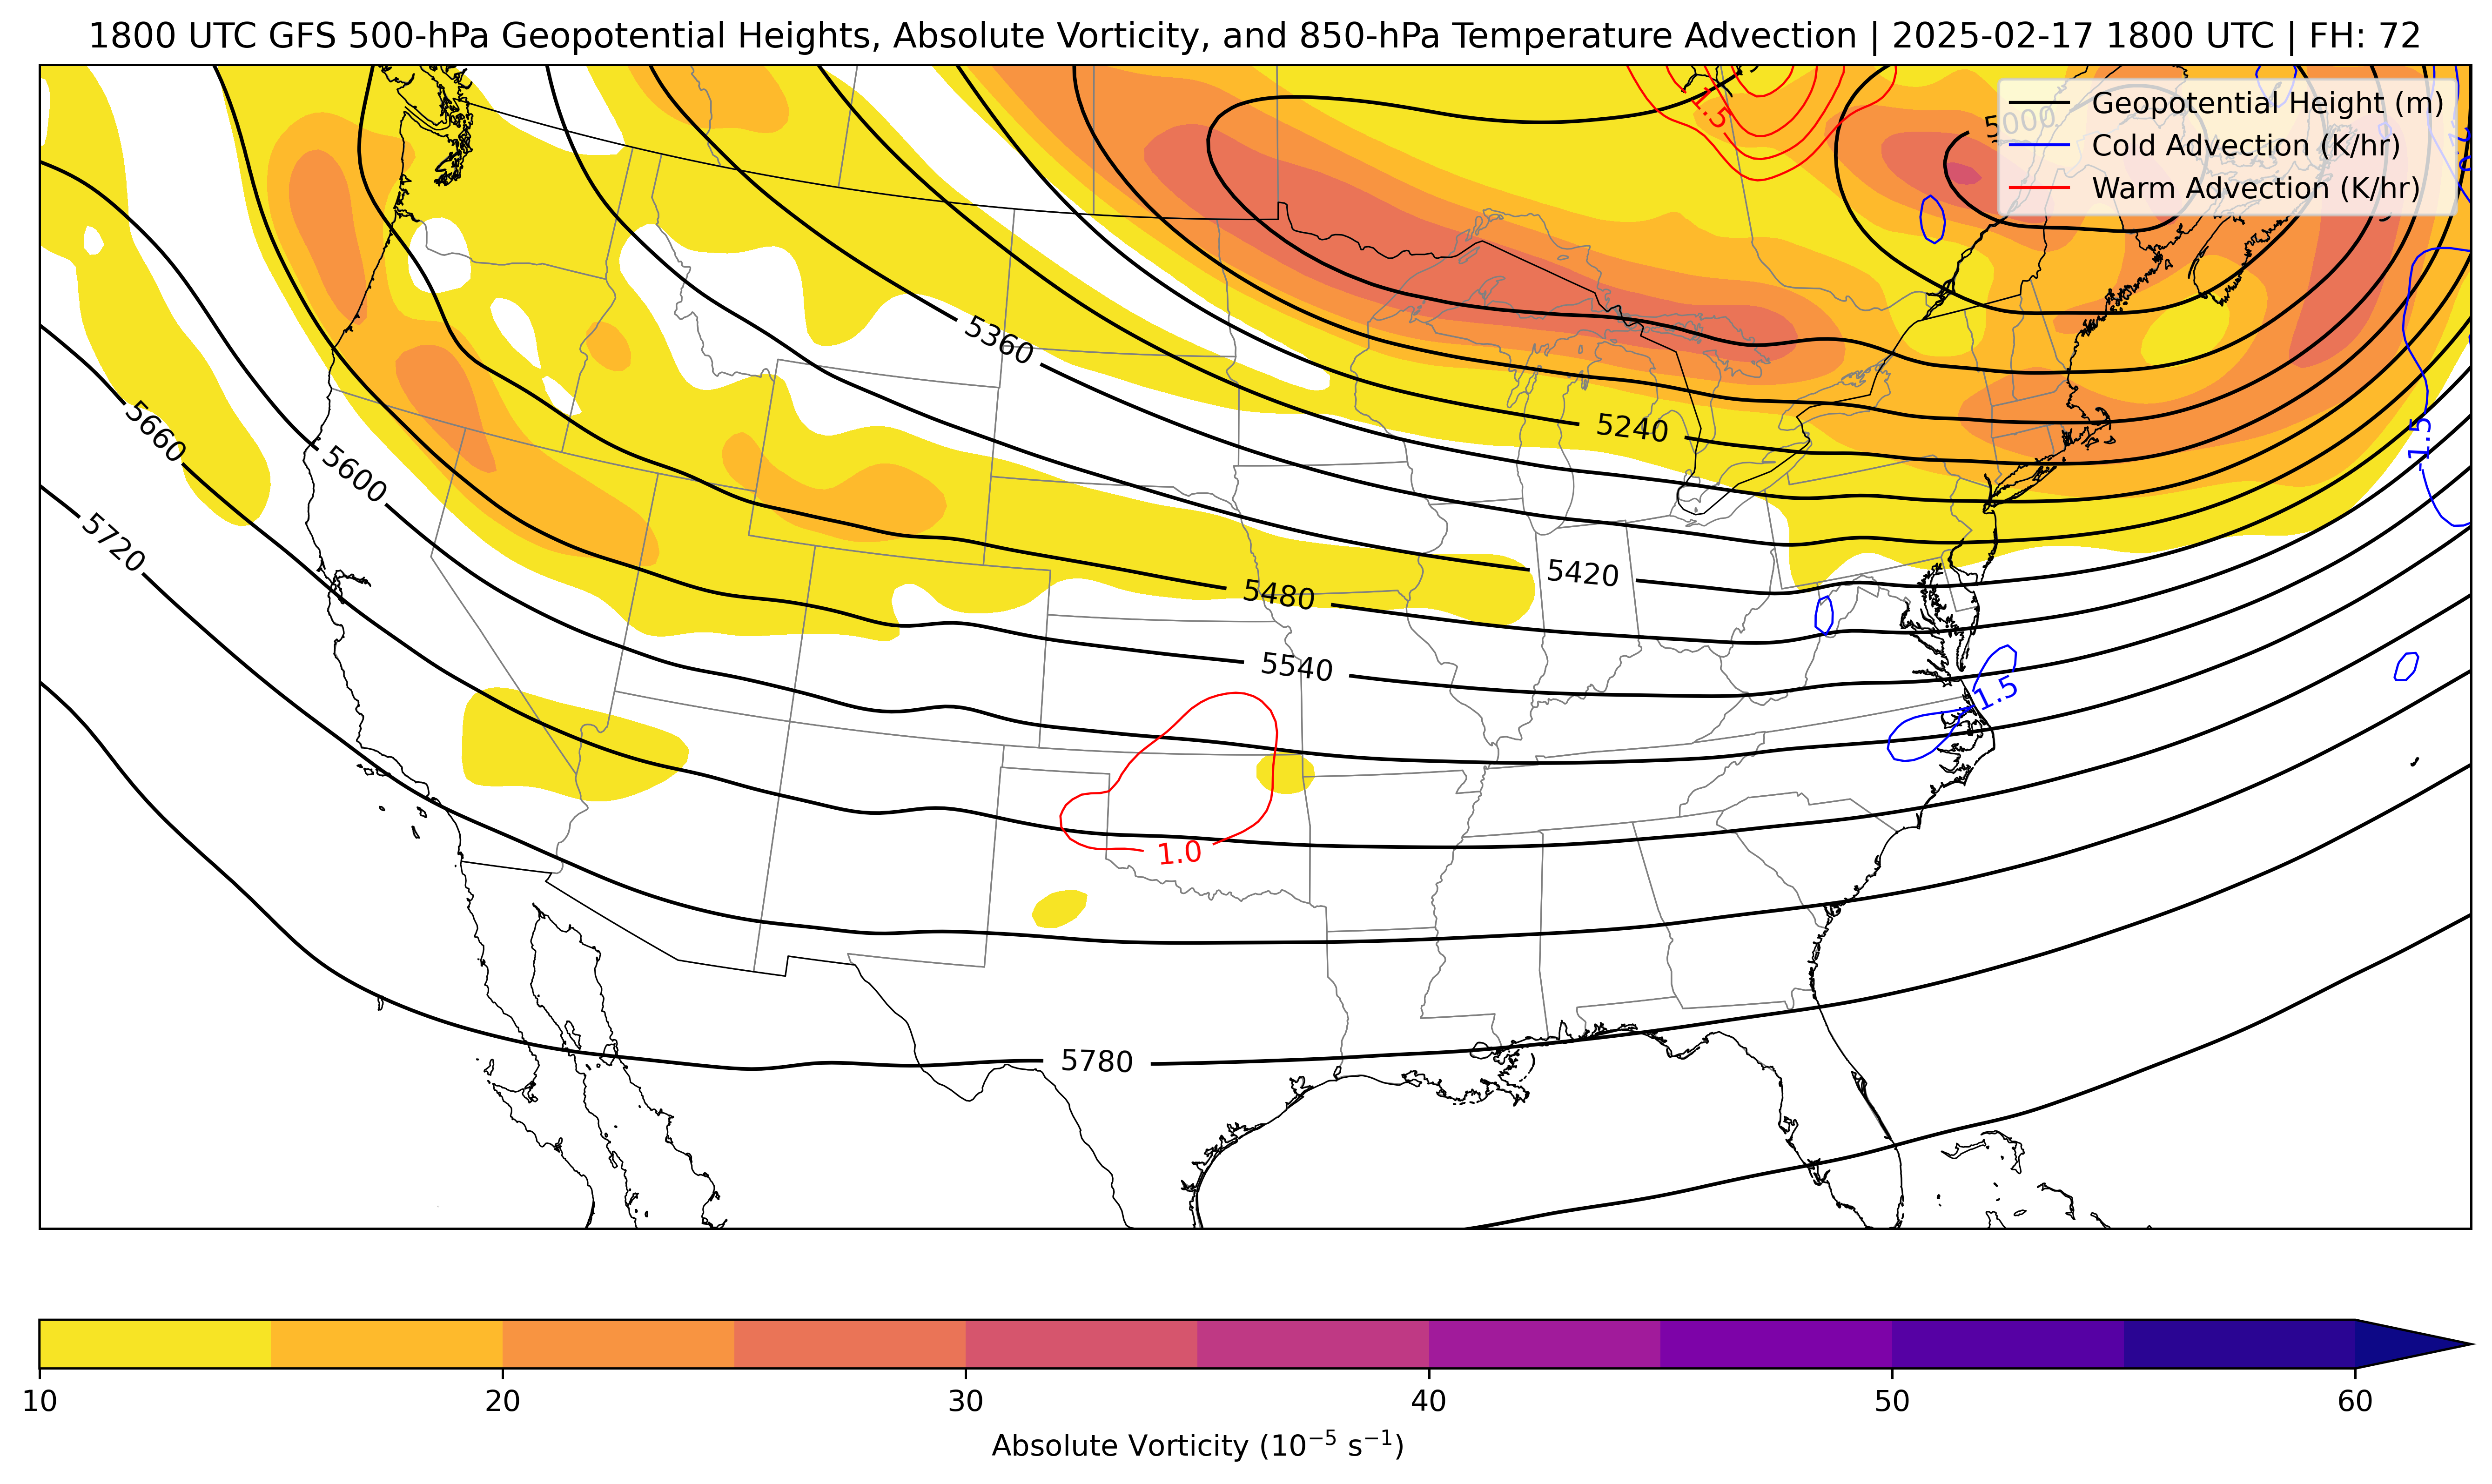 1800 UTC GFS 500-hPa Geopotential Heights, Absolute Vorticity, and 850-hPa Temperature Advection | 2025-02-17 1800 UTC | FH: 72
Geopotential Height (m)
Cold Advection (K/hr)
Warm Advection (K/hr)
5000
1.5
5360
5240
5660
5600
5720
5420
5480
5540
-1.5
-1.5
1.0
5780
10 20 30 40 50 60
Absolute Vorticity (10⁻⁵ s⁻¹)